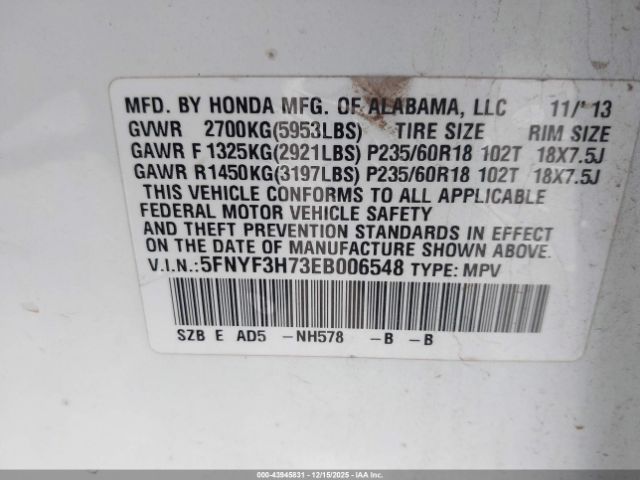 MFD. BY HONDA MFG. OF ALABAMA, LLC 11/'13
GVWR 2700KG(5953LBS) TIRE SIZE RIM SIZE
GAWR F 1325KG(2921LBS) P235/60R18 102T 18X7.5J
GAWR R1450KG(3197LBS) P235/60R18 102T 18X7.5J
THIS VEHICLE CONFORMS TO ALL APPLICABLE
FEDERAL MOTOR VEHICLE SAFETY
AND THEFT PREVENTION STANDARDS IN EFFECT
ON THE DATE OF MANUFACTURE SHOWN ABOVE.
V.I.N.:5FNYF3H73EB006548 TYPE: MPV
SZB E AD5 -NH578 -B -B
000-43945831 - 12/15/2025 - IAAI.COM